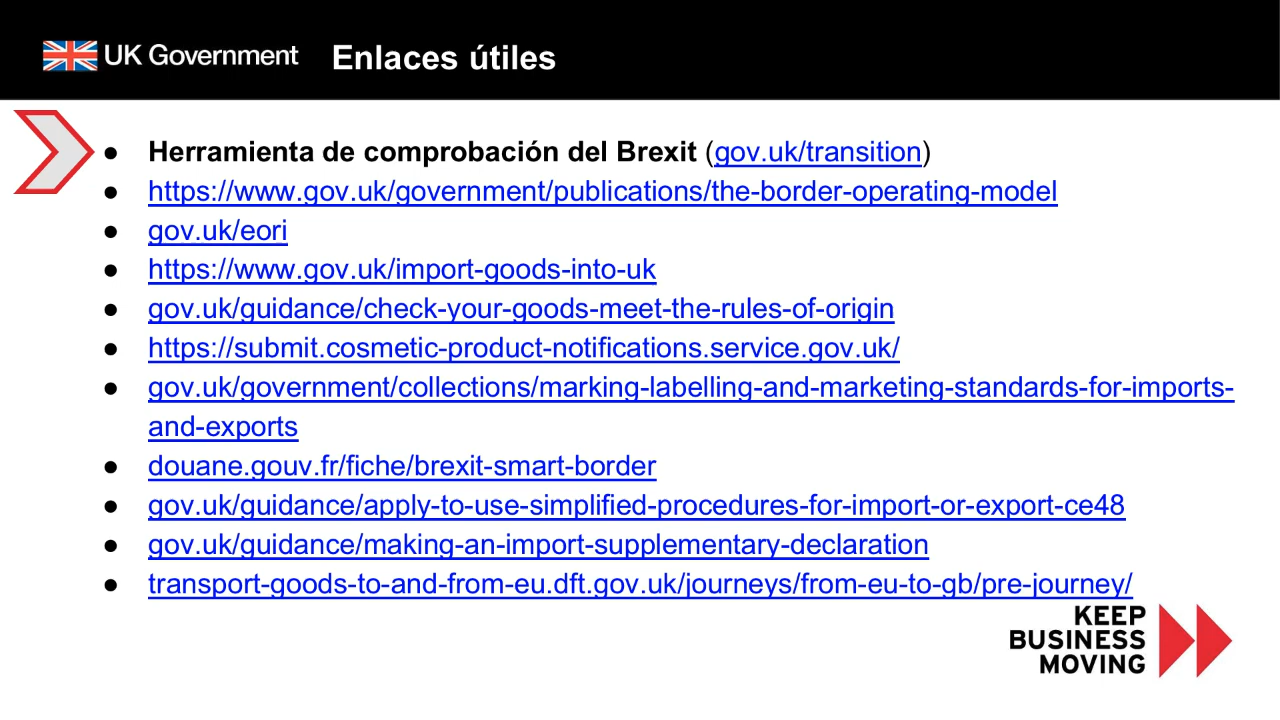 UK Government Enlaces útiles
● Herramienta de comprobación del Brexit (gov.uk/transition)
● https://www.gov.uk/government/publications/the-border-operating-model
● gov.uk/eori
● https://www.gov.uk/import-goods-into-uk
● gov.uk/guidance/check-your-goods-meet-the-rules-of-origin
● https://submit.cosmetic-product-notifications.service.gov.uk/
● gov.uk/government/collections/marking-labelling-and-marketing-standards-for-imports-
and-exports
● douane.gouv.fr/fiche/brexit-smart-border
● gov.uk/guidance/apply-to-use-simplified-procedures-for-import-or-export-ce48
● gov.uk/guidance/making-an-import-supplementary-declaration
● transport-goods-to-and-from-eu.dft.gov.uk/journeys/from-eu-to-gb/pre-journey/
KEEP
BUSINESS
MOVING